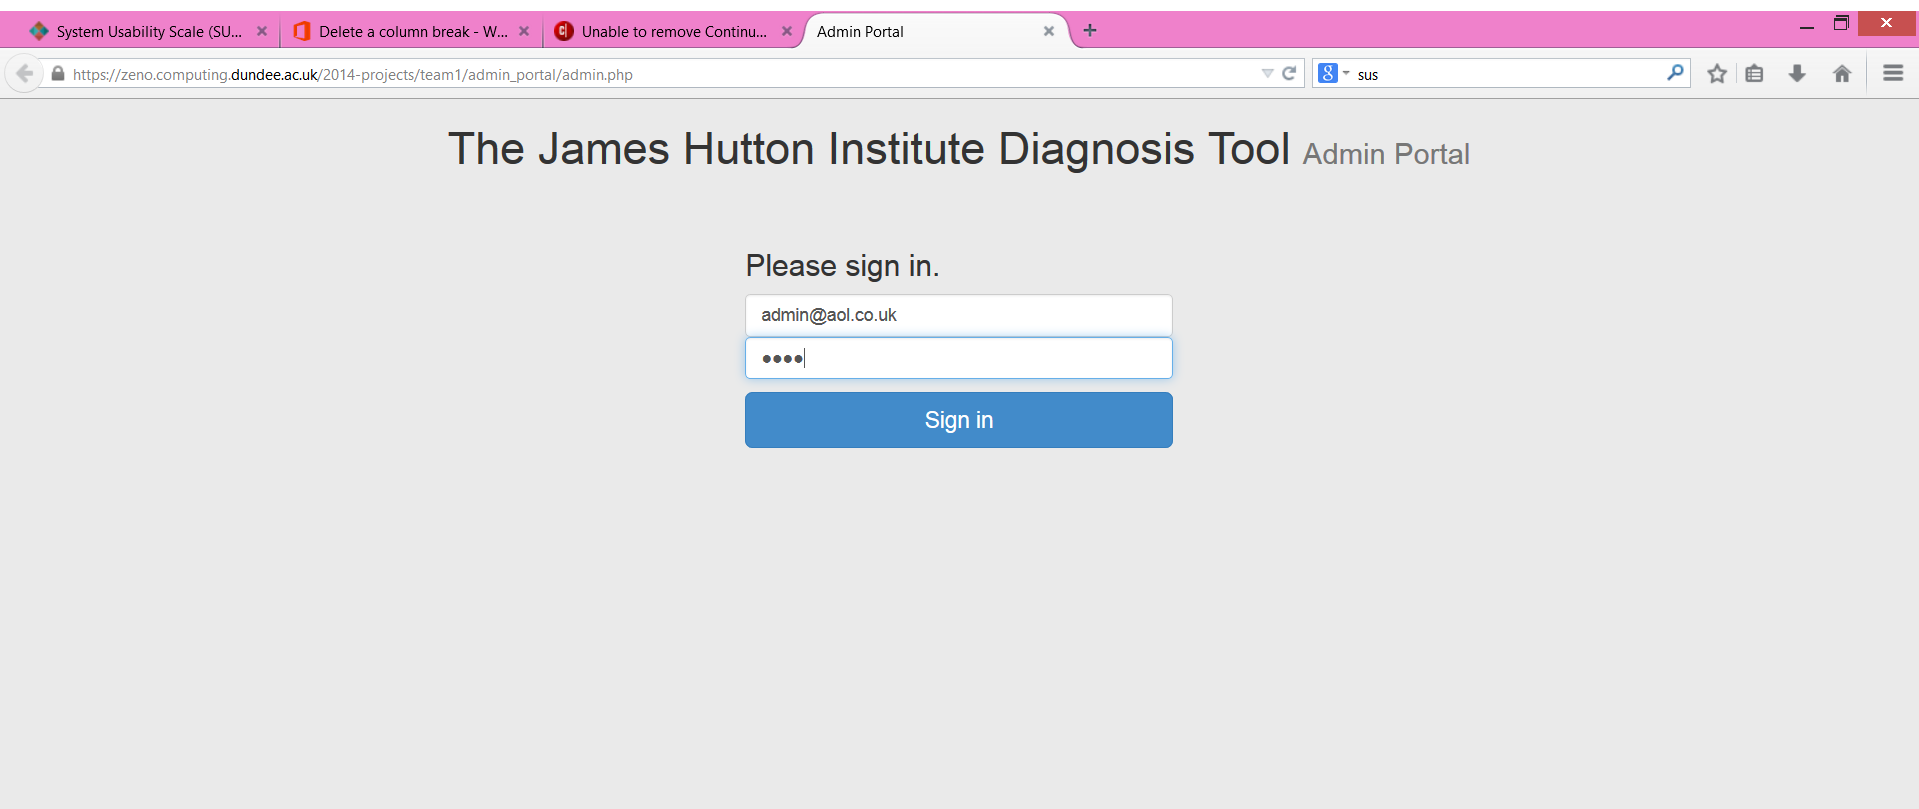 System Usability Scale (SU...
Delete a column break - W...
Unable to remove Continu...
Admin Portal
https://zeno.computing.dundee.ac.uk/2014-projects/team1/admin_portal/admin.php
8
sus
The James Hutton Institute Diagnosis Tool Admin Portal
Please sign in.
admin@aol.co.uk
••••
Sign in